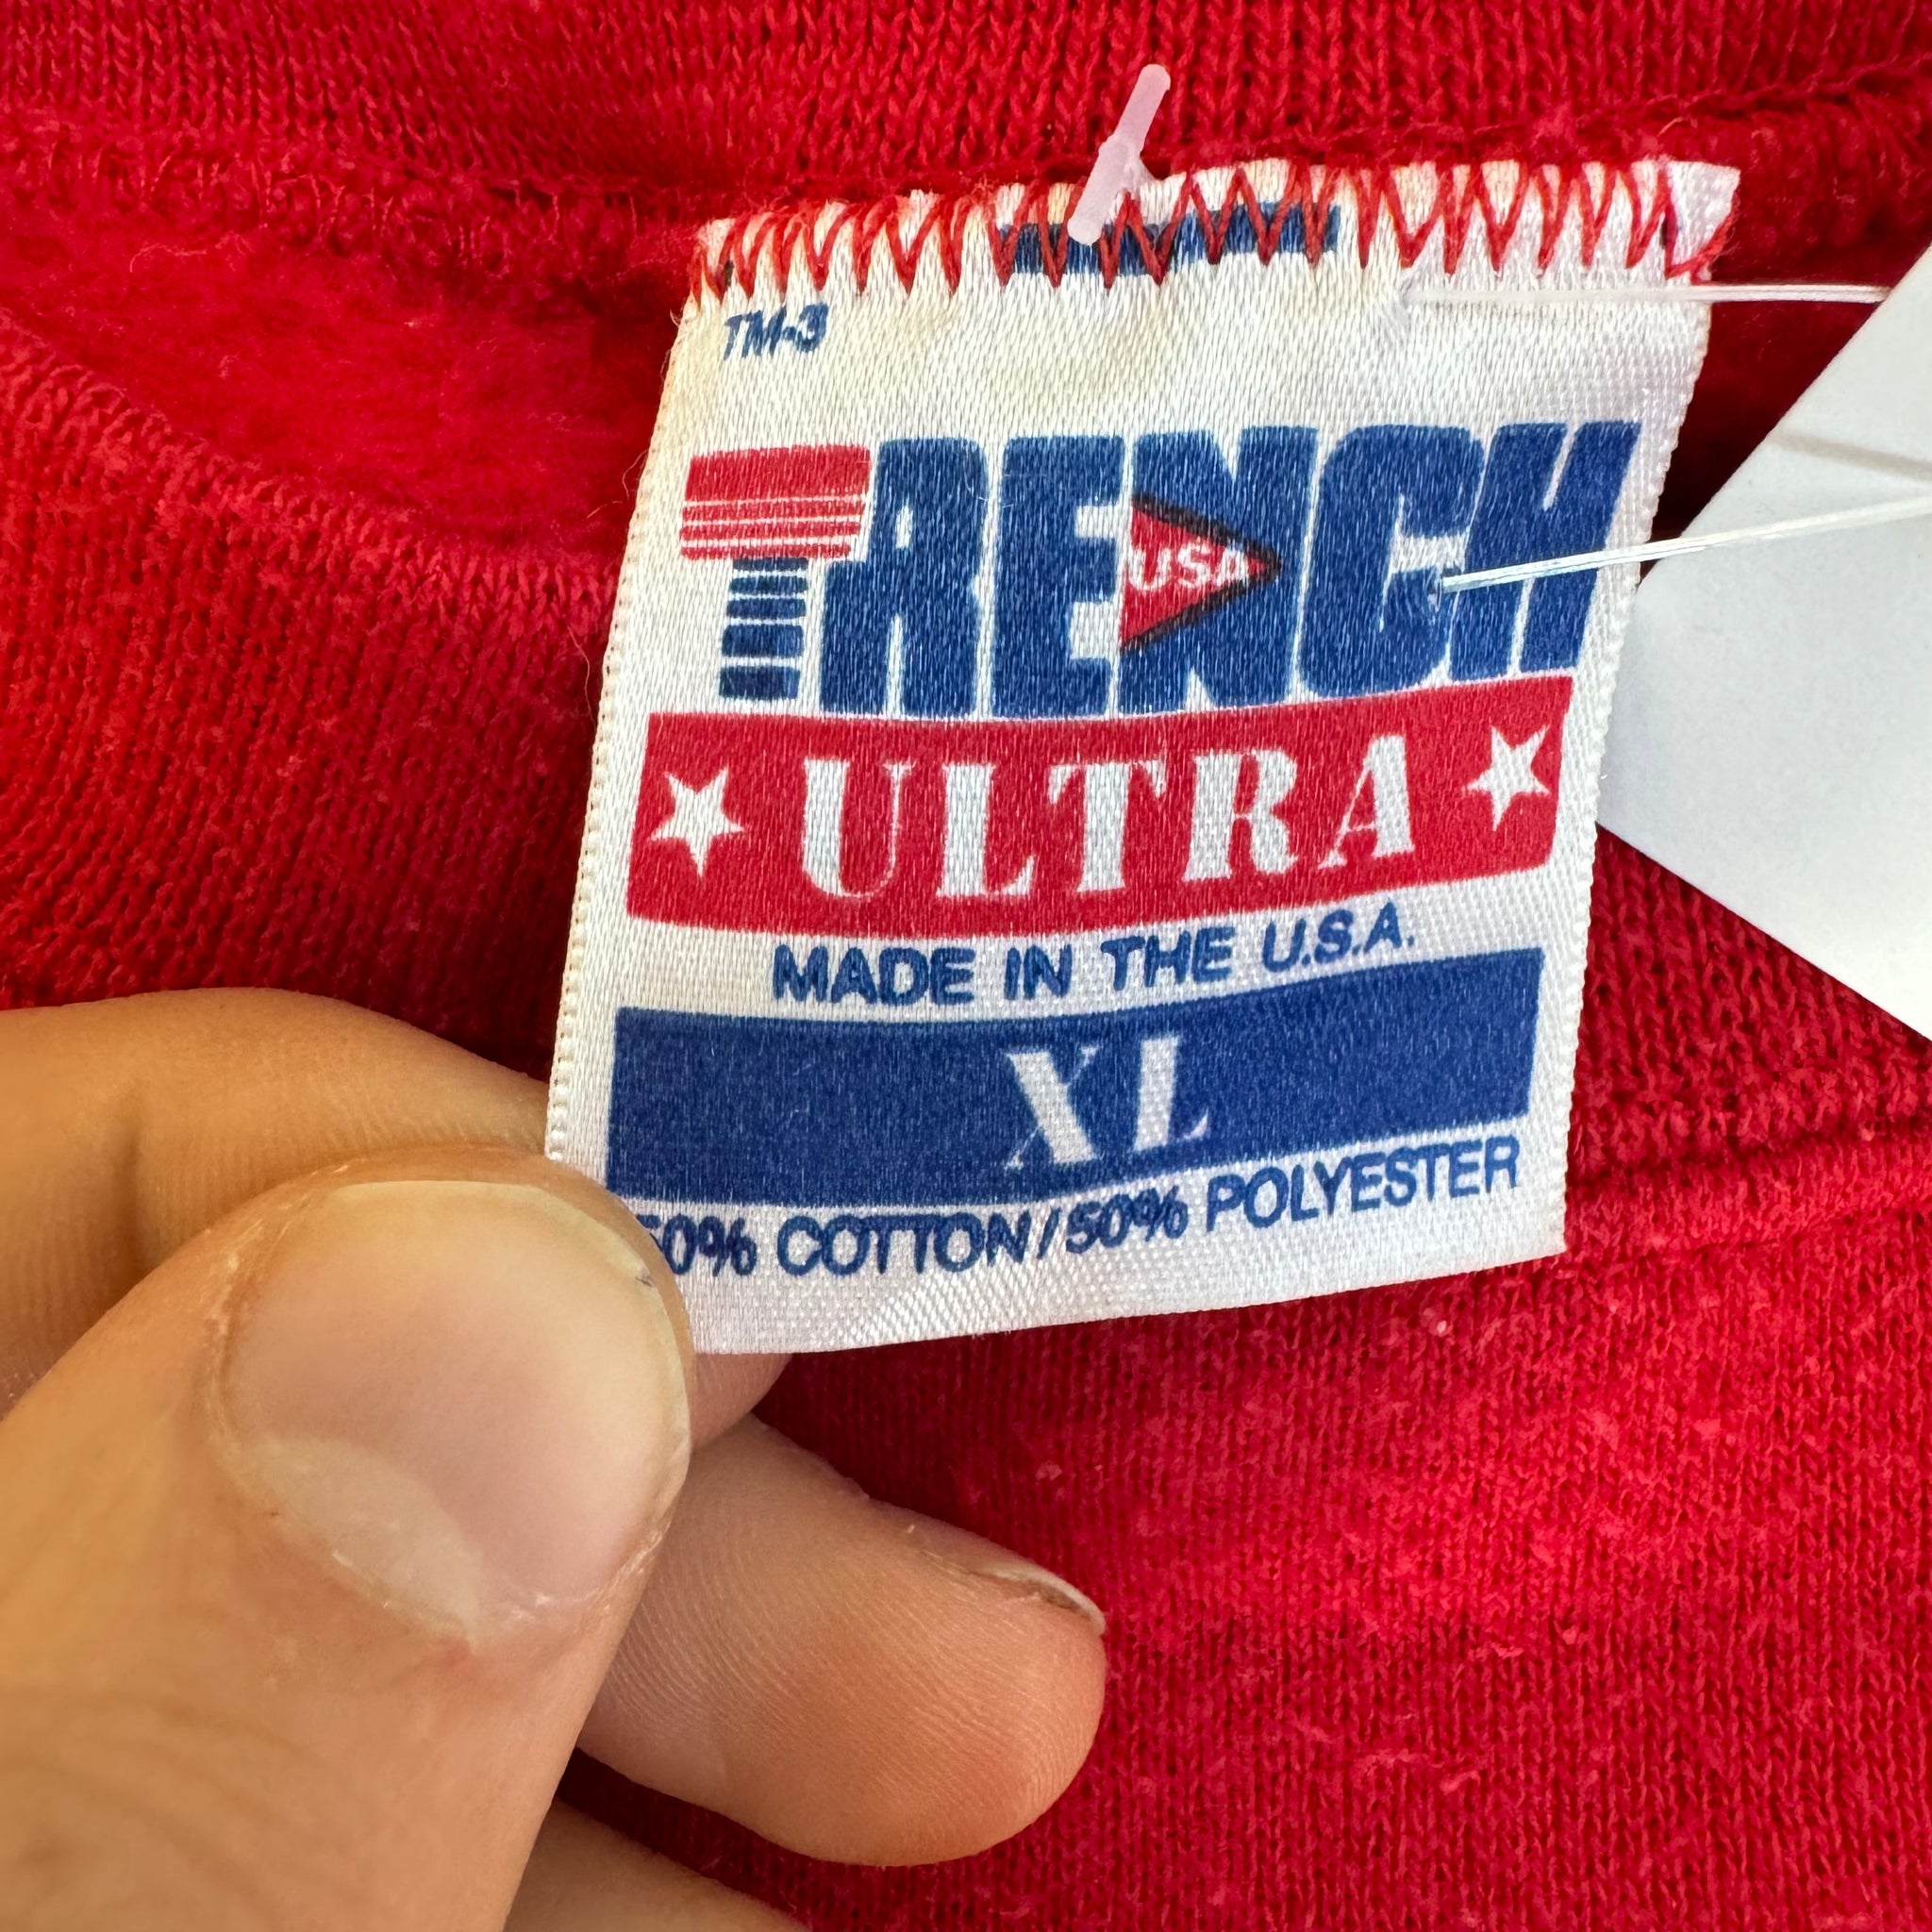 TM-3
TRENCH
USA
ULTRA
MADE IN THE U.S.A.
XL
50% COTTON/50% POLYESTER